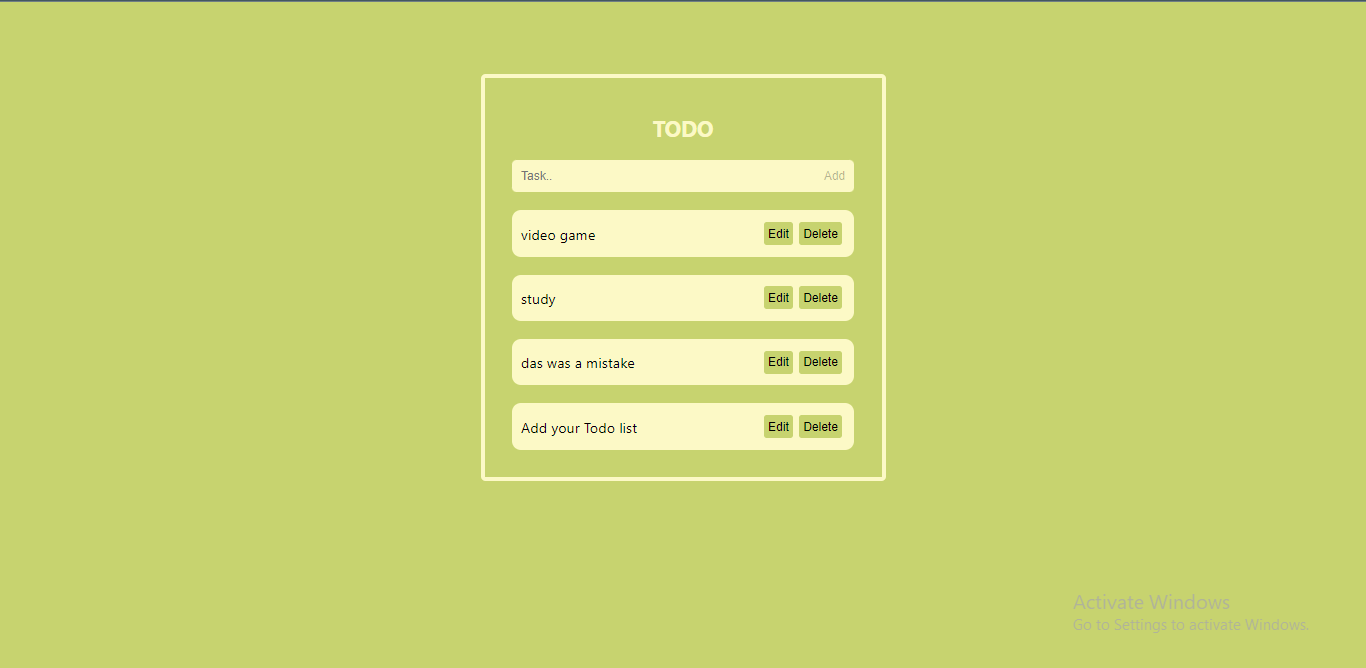 TODO
Task.. Add
video game Edit Delete
study Edit Delete
das was a mistake Edit Delete
Add your Todo list Edit Delete
Activate Windows
Go to Settings to activate Windows.